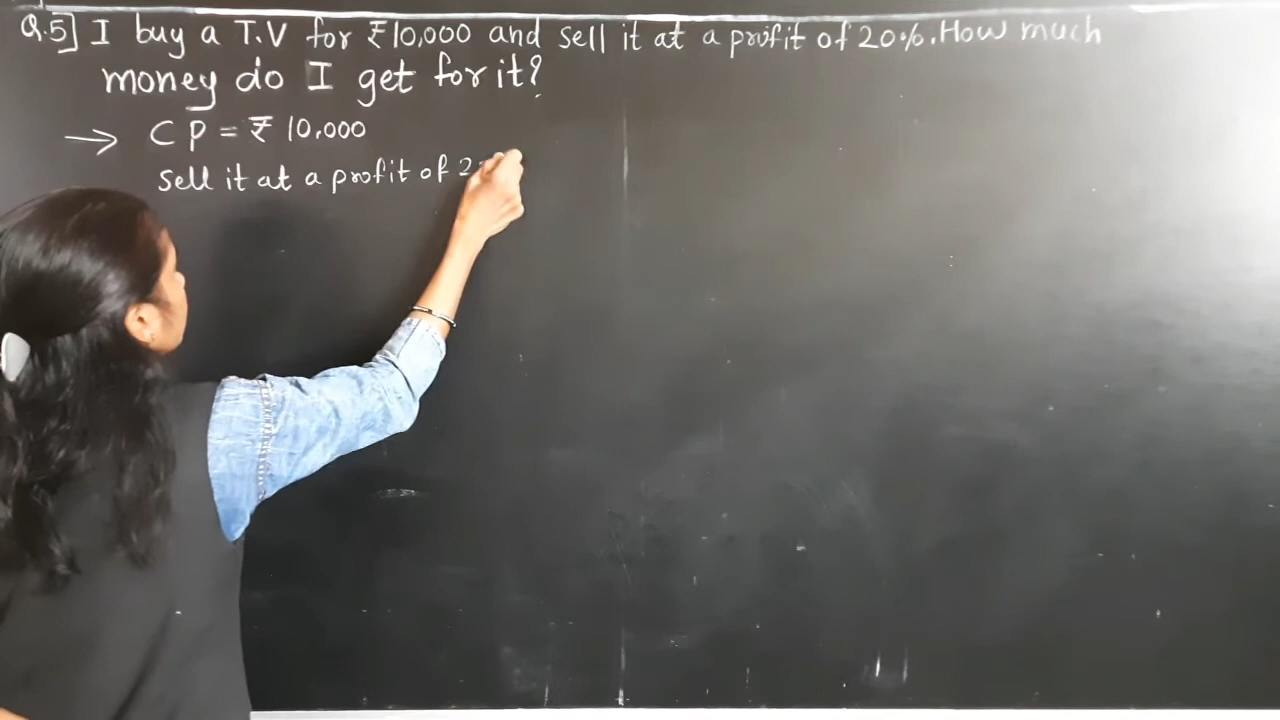 Q.5] I buy a T.V for ₹10,000 and sell it at a profit of 20%. How much
money do I get for it?
→ CP = ₹ 10,000
sell it at a profit of 2